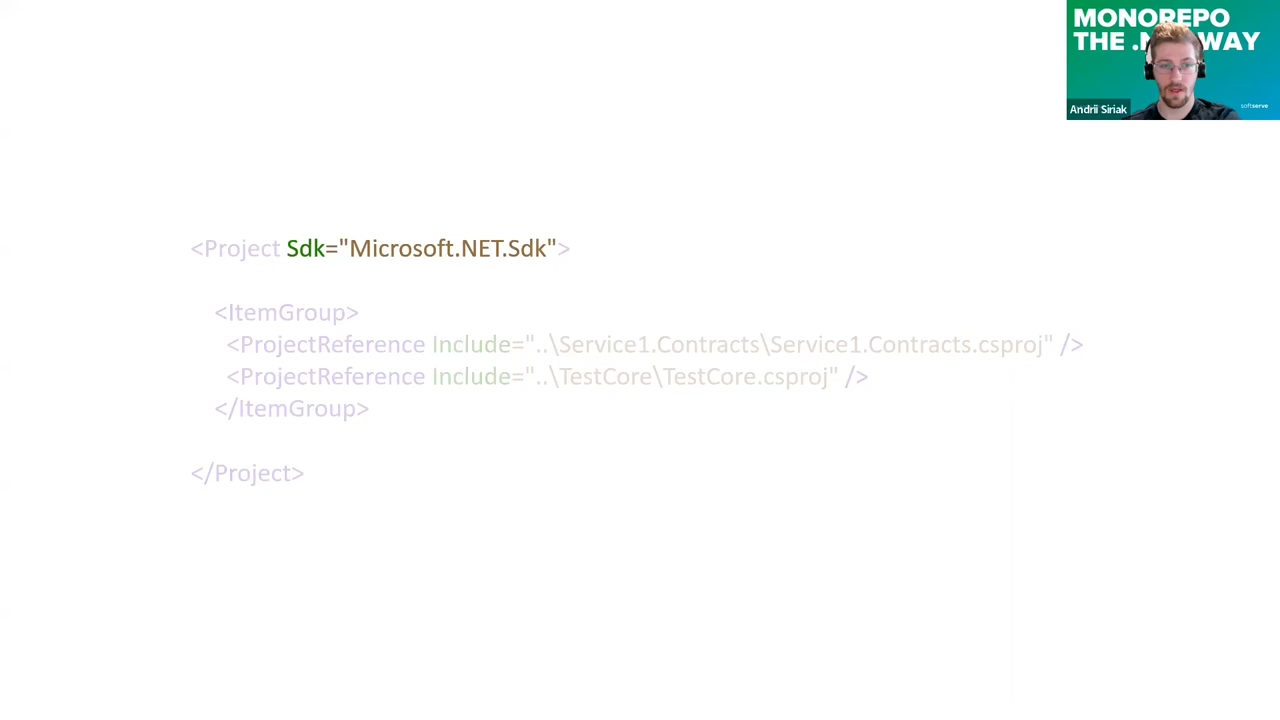 MONOREPO
THE .N WAY
Andrii Siriak
softserve
<Project Sdk="Microsoft.NET.Sdk">
<ItemGroup>
<ProjectReference Include="..\Service1.Contracts\Service1.Contracts.csproj" />
<ProjectReference Include="..\TestCore\TestCore.csproj" />
</ItemGroup>
</Project>